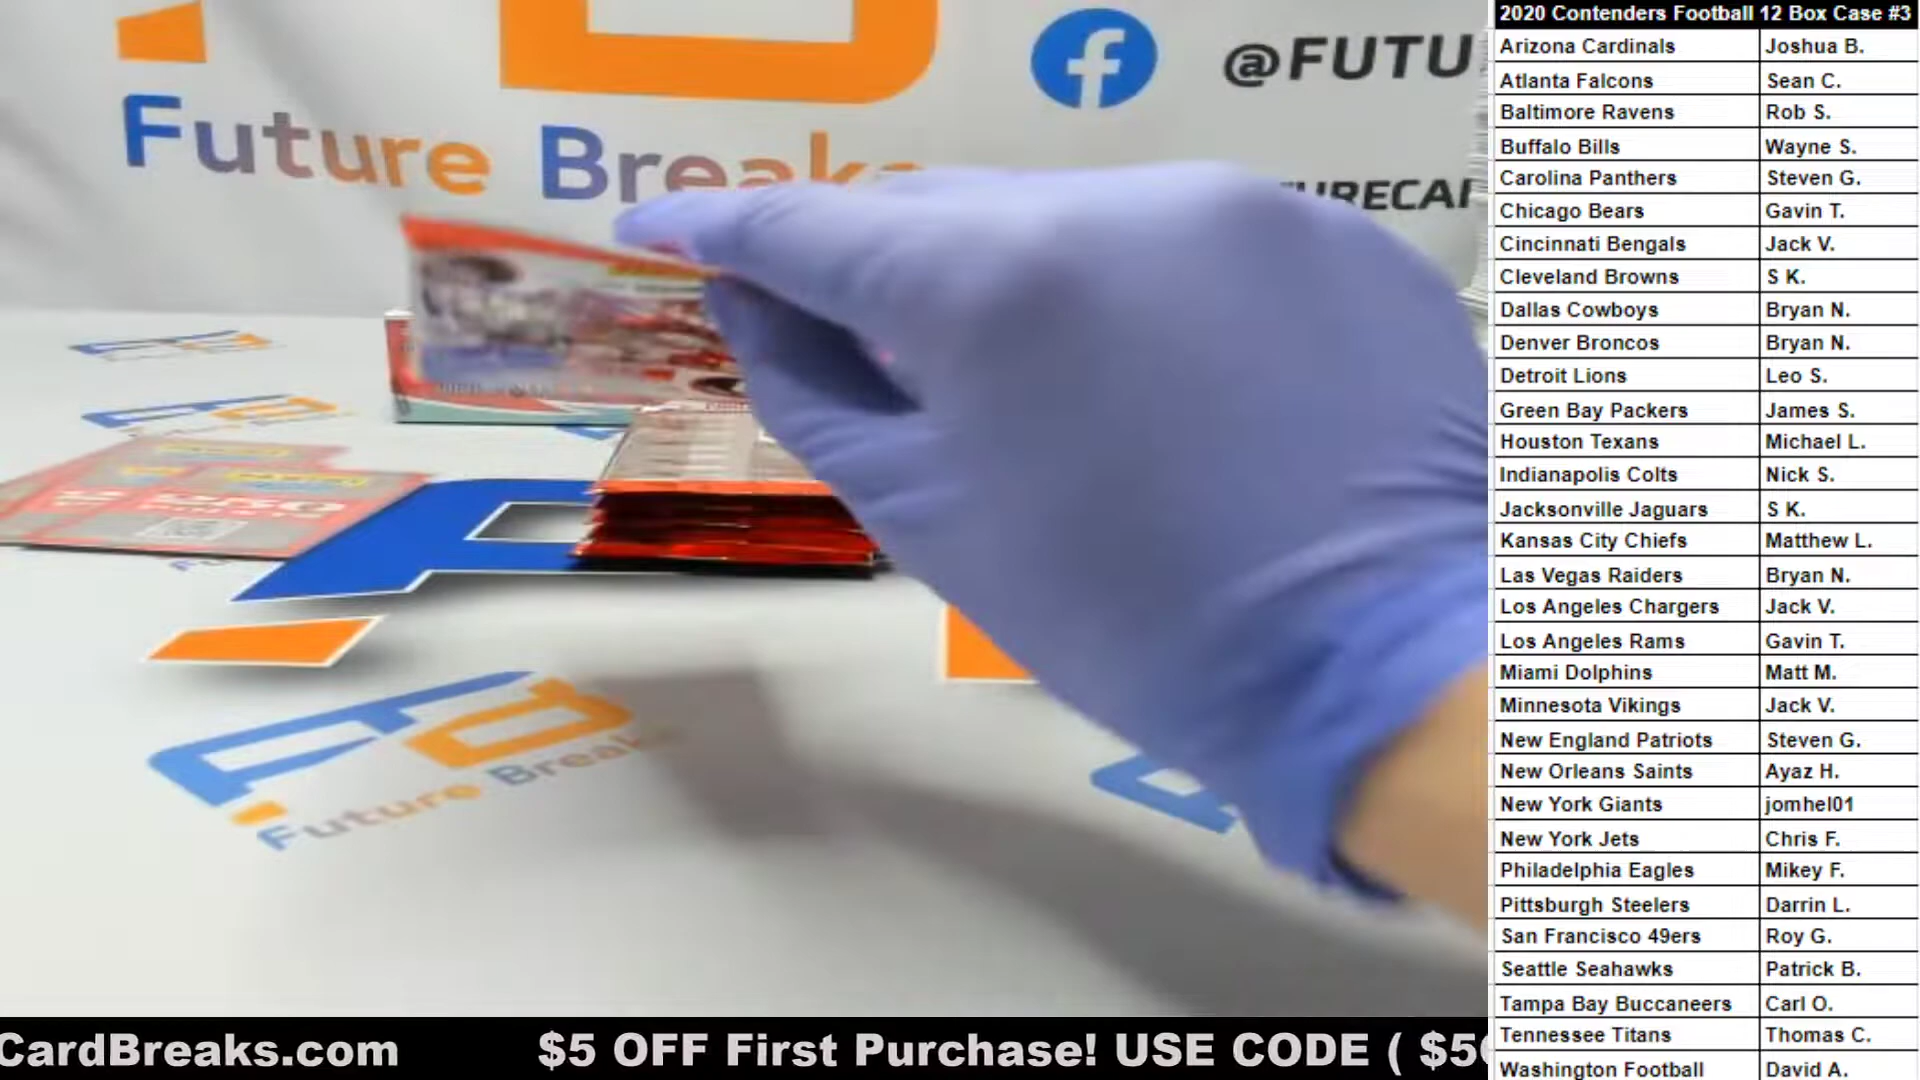 Future Breaks
@FUTU
URECAR
Future Breaks
2020 Contenders Football 12 Box Case #3
Arizona Cardinals Joshua B.
Atlanta Falcons Sean C.
Baltimore Ravens Rob S.
Buffalo Bills Wayne S.
Carolina Panthers Steven G.
Chicago Bears Gavin T.
Cincinnati Bengals Jack V.
Cleveland Browns S K.
Dallas Cowboys Bryan N.
Denver Broncos Bryan N.
Detroit Lions Leo S.
Green Bay Packers James S.
Houston Texans Michael L.
Indianapolis Colts Nick S.
Jacksonville Jaguars S K.
Kansas City Chiefs Matthew L.
Las Vegas Raiders Bryan N.
Los Angeles Chargers Jack V.
Los Angeles Rams Gavin T.
Miami Dolphins Matt M.
Minnesota Vikings Jack V.
New England Patriots Steven G.
New Orleans Saints Ayaz H.
New York Giants jomhel01
New York Jets Chris F.
Philadelphia Eagles Mikey F.
Pittsburgh Steelers Darrin L.
San Francisco 49ers Roy G.
Seattle Seahawks Patrick B.
Tampa Bay Buccaneers Carl O.
Tennessee Titans Thomas C.
Washington Football David A.
CardBreaks.com $5 OFF First Purchase! USE CODE ( $5